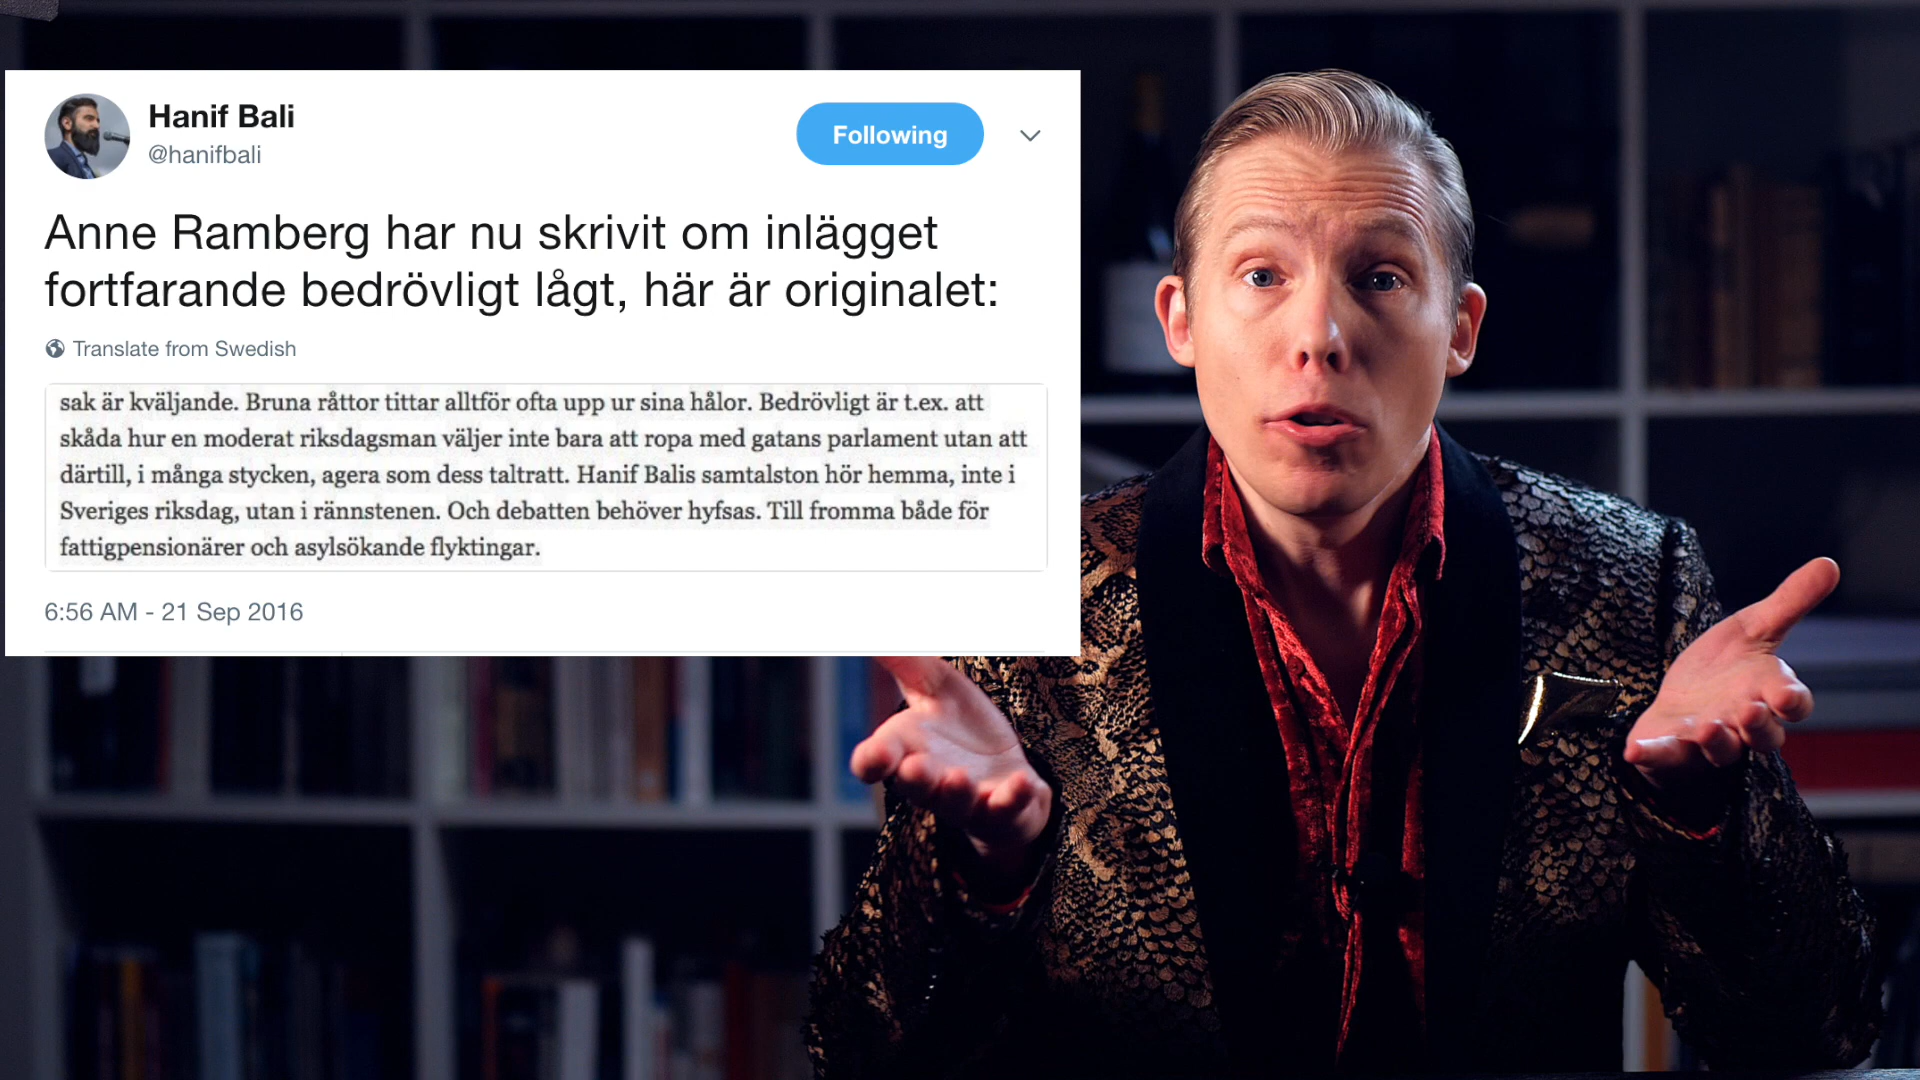 Hanif Bali
@hanifbali
Following
Anne Ramberg har nu skrivit om inlägget
fortfarande bedrövligt lågt, här är originalet:
Translate from Swedish
sak är kväljande. Bruna råttor tittar alltför ofta upp ur sina hålor. Bedrövligt är t.ex. att
skåda hur en moderat riksdagsman väljer inte bara att ropa med gatans parlament utan att
därtill, i många stycken, agera som dess taltratt. Hanif Balis samtalston hör hemma, inte i
Sveriges riksdag, utan i rännstenen. Och debatten behöver hyfsas. Till fromma både för
fattigpensionärer och asylsökande flyktingar.
6:56 AM - 21 Sep 2016